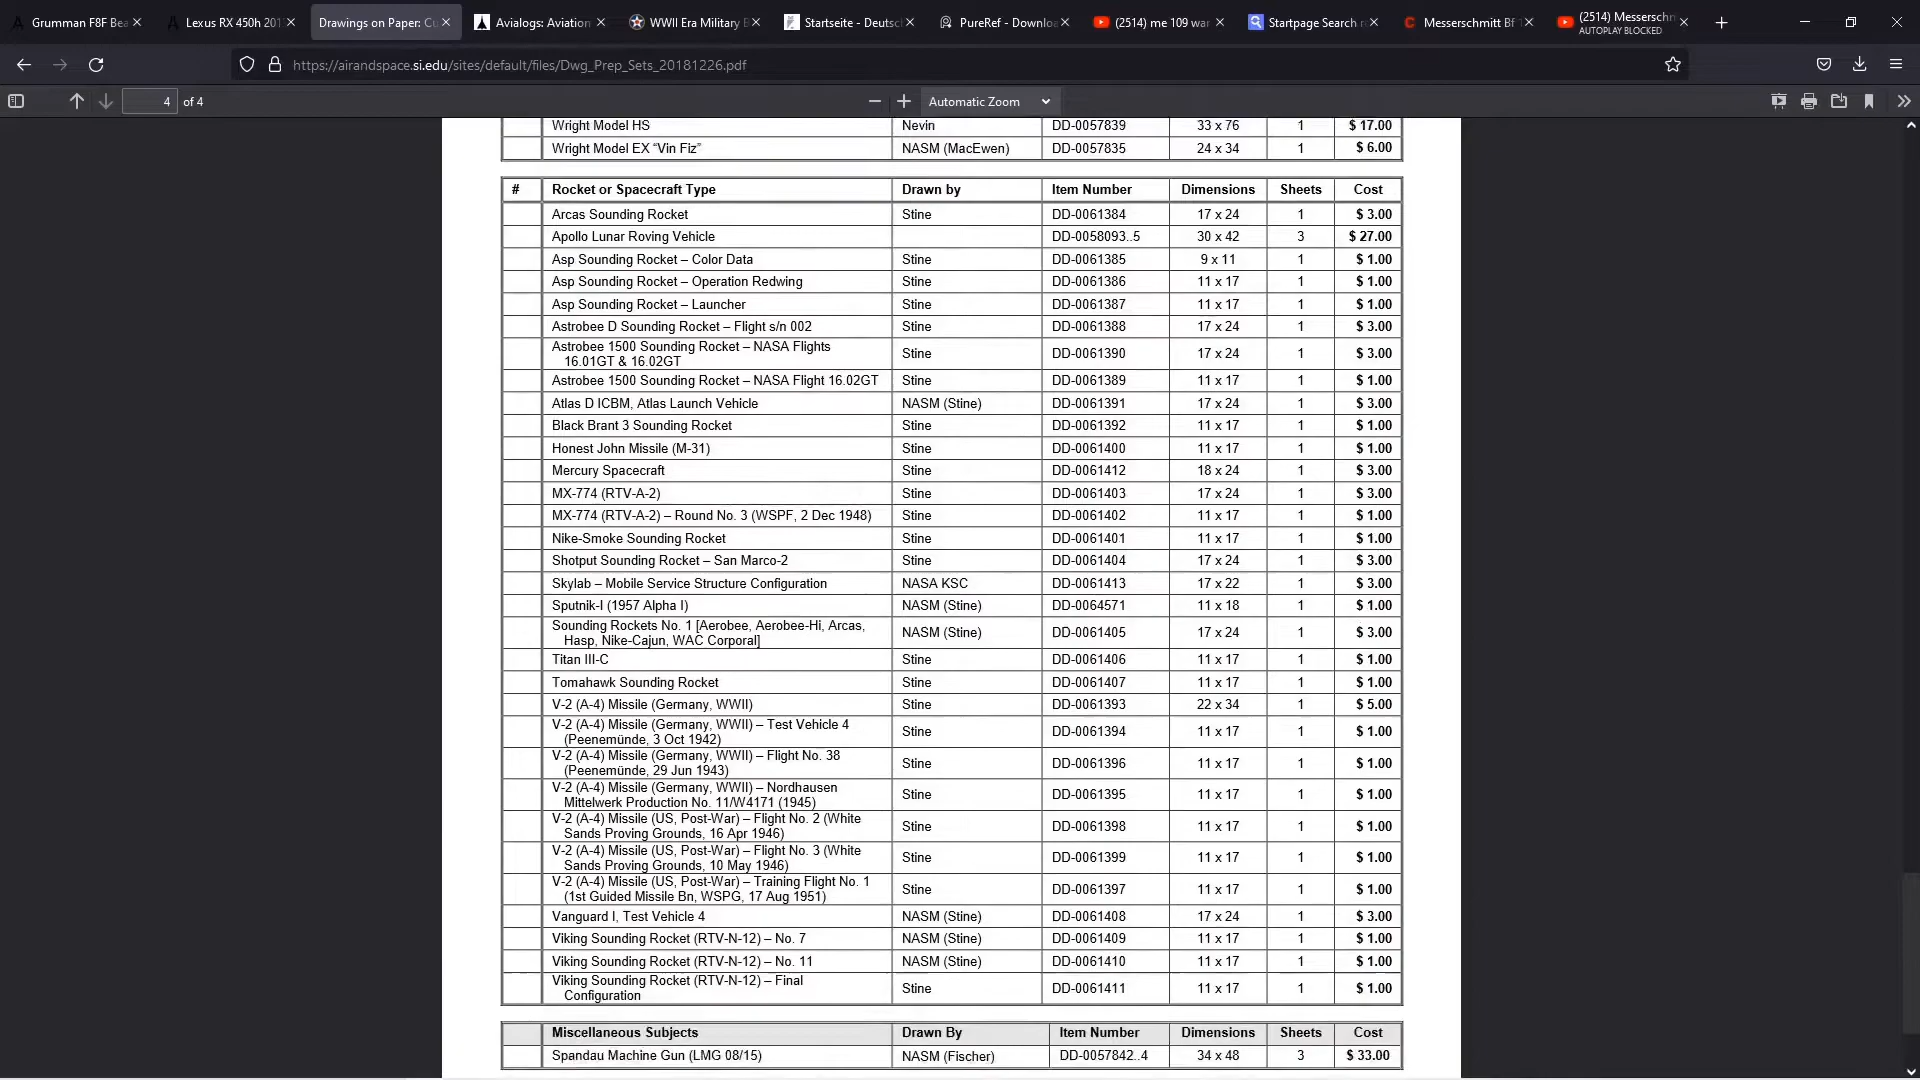 Grumman F8F Bea
Lexus RX 450h 201
Drawings on Paper: Cu
Avialogs: Aviation
WWII Era Military B
Startseite - Deutsc
PureRef - Downloa
(2514) me 109 war
Startpage Search re
Messerschmitt Bf 1
(2514) Messerschm
AUTOPLAY BLOCKED
https://airandspace.si.edu/sites/default/files/Dwg_Prep_Sets_20181226.pdf
4 of 4 Automatic Zoom
Wright Model HS Nevin DD-0057839 33 x 76 1 $ 17.00
Wright Model EX “Vin Fiz” NASM (MacEwen) DD-0057835 24 x 34 1 $ 6.00
# Rocket or Spacecraft Type Drawn by Item Number Dimensions Sheets Cost
Arcas Sounding Rocket Stine DD-0061384 17 x 24 1 $ 3.00
Apollo Lunar Roving Vehicle DD-0058093..5 30 x 42 3 $ 27.00
Asp Sounding Rocket – Color Data Stine DD-0061385 9 x 11 1 $ 1.00
Asp Sounding Rocket – Operation Redwing Stine DD-0061386 11 x 17 1 $ 1.00
Asp Sounding Rocket – Launcher Stine DD-0061387 11 x 17 1 $ 1.00
Astrobee D Sounding Rocket – Flight s/n 002 Stine DD-0061388 17 x 24 1 $ 3.00
Astrobee 1500 Sounding Rocket – NASA Flights
16.01GT & 16.02GT Stine DD-0061390 17 x 24 1 $ 3.00
Astrobee 1500 Sounding Rocket – NASA Flight 16.02GT Stine DD-0061389 11 x 17 1 $ 1.00
Atlas D ICBM, Atlas Launch Vehicle NASM (Stine) DD-0061391 17 x 24 1 $ 3.00
Black Brant 3 Sounding Rocket Stine DD-0061392 11 x 17 1 $ 1.00
Honest John Missile (M-31) Stine DD-0061400 11 x 17 1 $ 1.00
Mercury Spacecraft Stine DD-0061412 18 x 24 1 $ 3.00
MX-774 (RTV-A-2) Stine DD-0061403 17 x 24 1 $ 3.00
MX-774 (RTV-A-2) – Round No. 3 (WSPF, 2 Dec 1948) Stine DD-0061402 11 x 17 1 $ 1.00
Nike-Smoke Sounding Rocket Stine DD-0061401 11 x 17 1 $ 1.00
Shotput Sounding Rocket – San Marco-2 Stine DD-0061404 17 x 24 1 $ 3.00
Skylab – Mobile Service Structure Configuration NASA KSC DD-0061413 17 x 22 1 $ 3.00
Sputnik-I (1957 Alpha I) NASM (Stine) DD-0064571 11 x 18 1 $ 1.00
Sounding Rockets No. 1 [Aerobee, Aerobee-Hi, Arcas,
Hasp, Nike-Cajun, WAC Corporal] NASM (Stine) DD-0061405 17 x 24 1 $ 3.00
Titan III-C Stine DD-0061406 11 x 17 1 $ 1.00
Tomahawk Sounding Rocket Stine DD-0061407 11 x 17 1 $ 1.00
V-2 (A-4) Missile (Germany, WWII) Stine DD-0061393 22 x 34 1 $ 5.00
V-2 (A-4) Missile (Germany, WWII) – Test Vehicle 4
(Peenemünde, 3 Oct 1942) Stine DD-0061394 11 x 17 1 $ 1.00
V-2 (A-4) Missile (Germany, WWII) – Flight No. 38
(Peenemünde, 29 Jun 1943) Stine DD-0061396 11 x 17 1 $ 1.00
V-2 (A-4) Missile (Germany, WWII) – Nordhausen
Mittelwerk Production No. 11/W4171 (1945) Stine DD-0061395 11 x 17 1 $ 1.00
V-2 (A-4) Missile (US, Post-War) – Flight No. 2 (White
Sands Proving Grounds, 16 Apr 1946) Stine DD-0061398 11 x 17 1 $ 1.00
V-2 (A-4) Missile (US, Post-War) – Flight No. 3 (White
Sands Proving Grounds, 10 May 1946) Stine DD-0061399 11 x 17 1 $ 1.00
V-2 (A-4) Missile (US, Post-War) – Training Flight No. 1
(1st Guided Missile Bn, WSPG, 17 Aug 1951) Stine DD-0061397 11 x 17 1 $ 1.00
Vanguard I, Test Vehicle 4 NASM (Stine) DD-0061408 17 x 24 1 $ 3.00
Viking Sounding Rocket (RTV-N-12) – No. 7 NASM (Stine) DD-0061409 11 x 17 1 $ 1.00
Viking Sounding Rocket (RTV-N-12) – No. 11 NASM (Stine) DD-0061410 11 x 17 1 $ 1.00
Viking Sounding Rocket (RTV-N-12) – Final
Configuration Stine DD-0061411 11 x 17 1 $ 1.00
Miscellaneous Subjects Drawn By Item Number Dimensions Sheets Cost
Spandau Machine Gun (LMG 08/15) NASM (Fischer) DD-0057842..4 34 x 48 3 $ 33.00